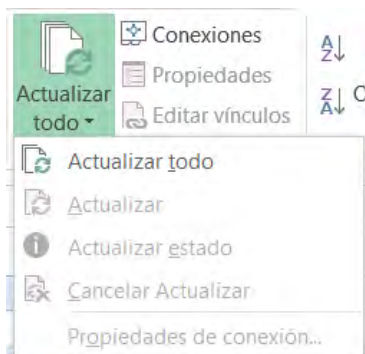 Actualizar
todo
Conexiones
Propiedades
Editar vínculos
A
Z
Z
A
Actualizar todo
Actualizar
Actualizar estado
Cancelar Actualizar
Propiedades de conexión...